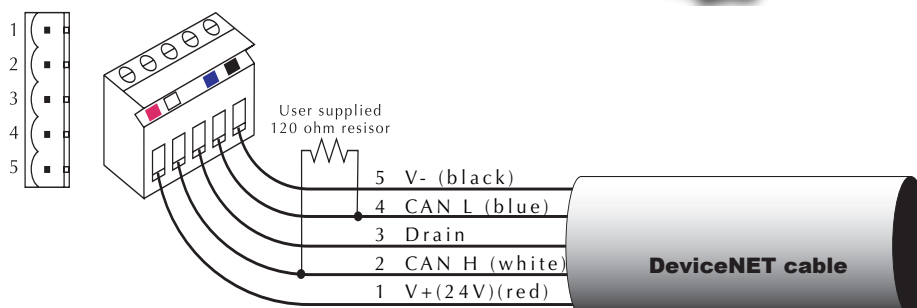 1
2
3
4
5
User supplied
120 ohm resisor
5 V- (black)
4 CAN L (blue)
3 Drain
2 CAN H (white)
1 V+(24V)(red)
DeviceNET cable